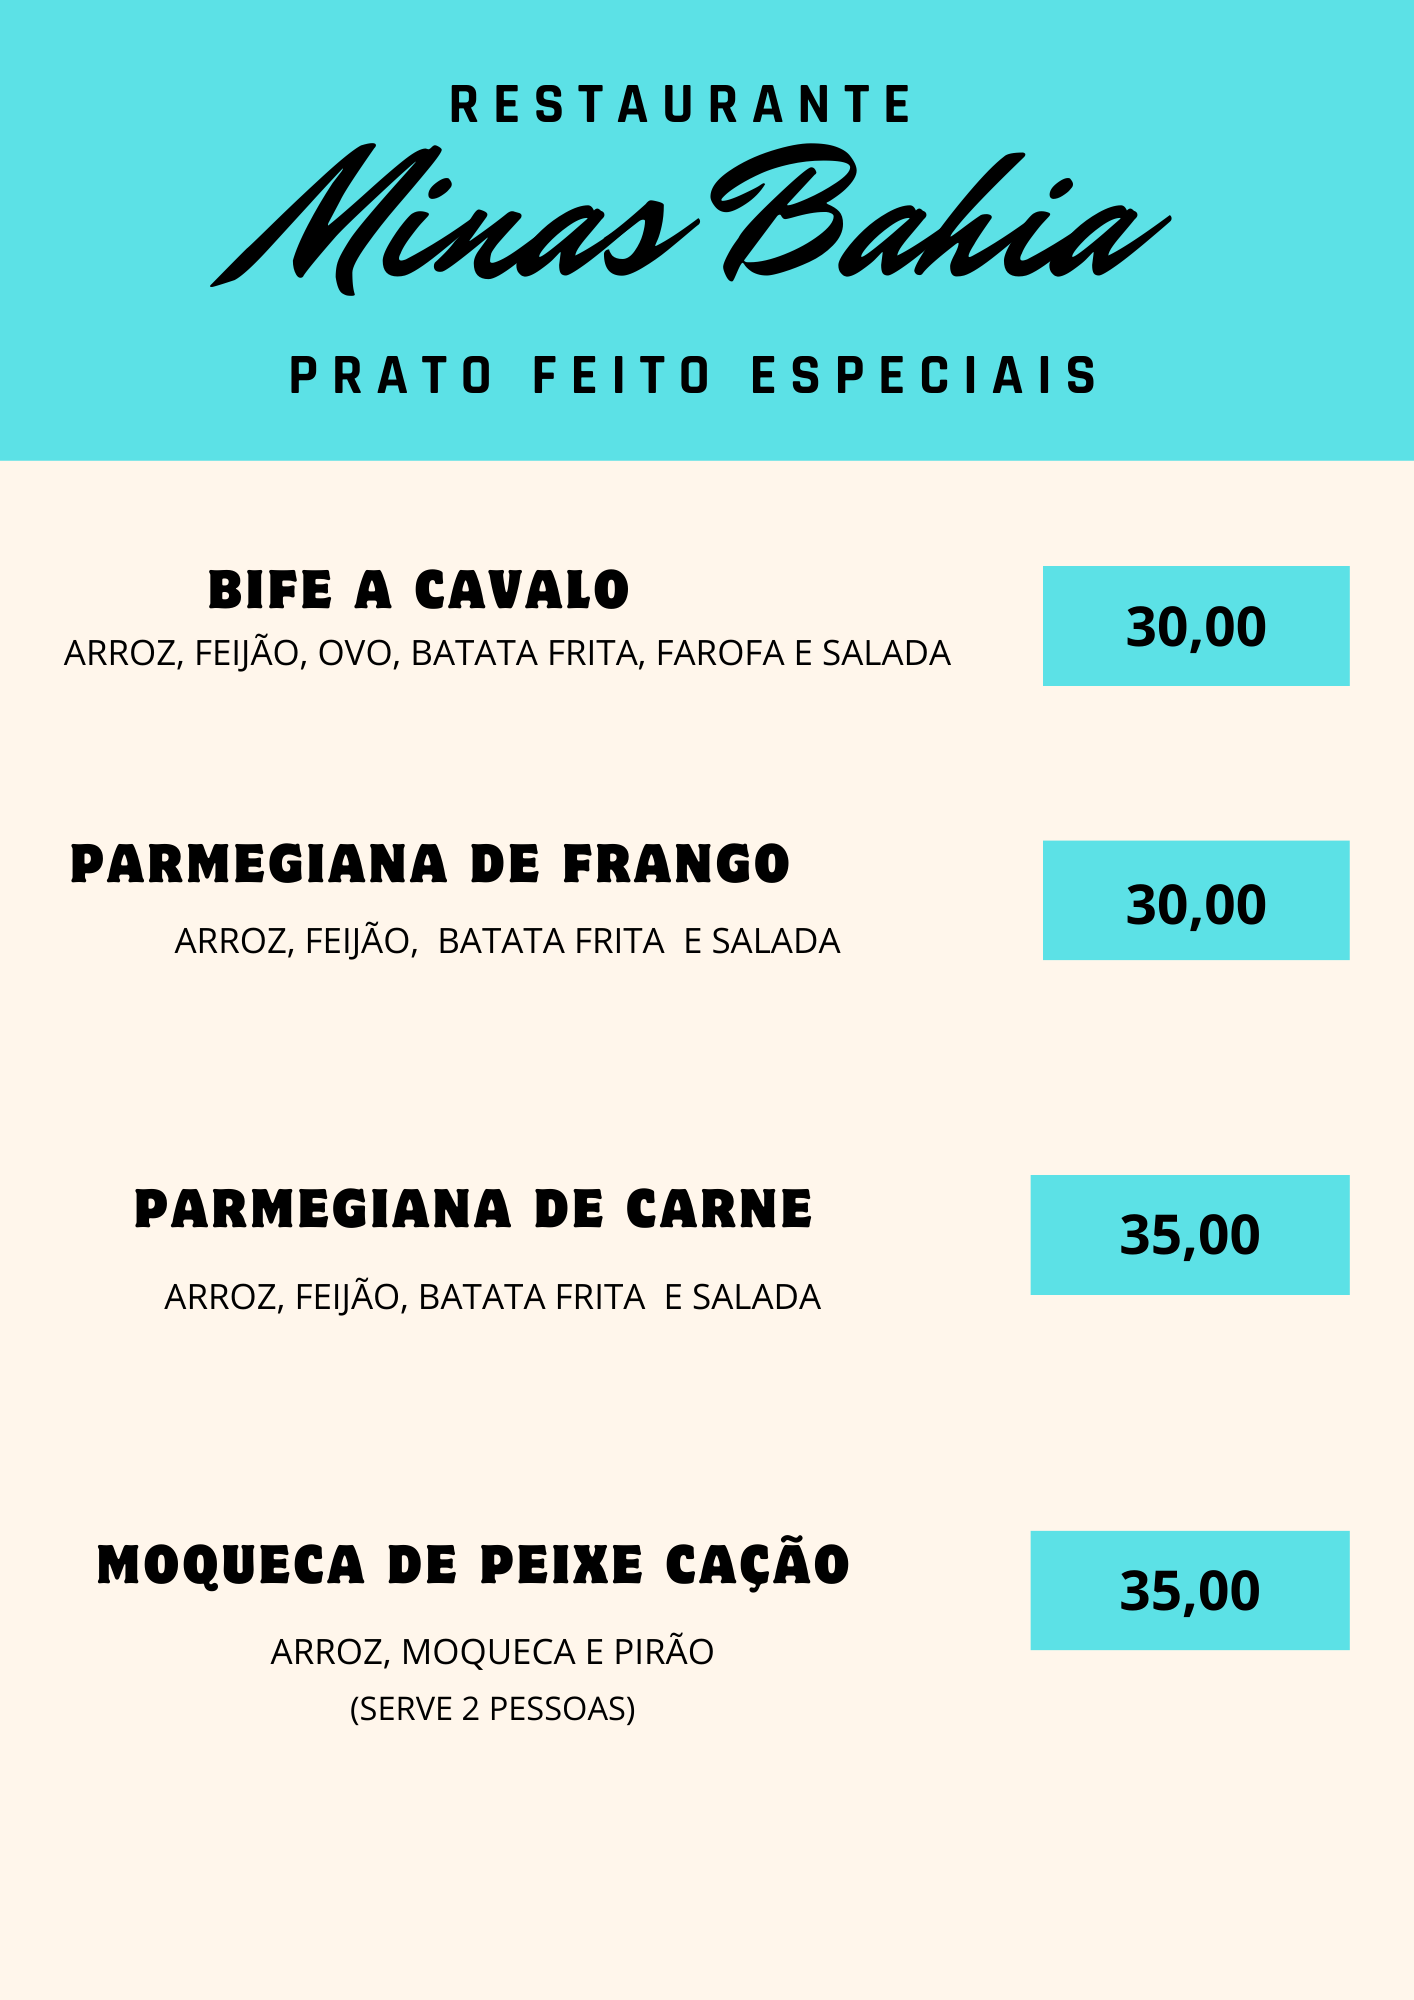 RESTAURANTE
Minas Bahia
PRATO FEITO ESPECIAIS
BIFE A CAVALO
30,00
ARROZ, FEIJÃO, OVO, BATATA FRITA, FAROFA E SALADA
PARMEGIANA DE FRANGO
30,00
ARROZ, FEIJÃO, BATATA FRITA E SALADA
PARMEGIANA DE CARNE
35,00
ARROZ, FEIJÃO, BATATA FRITA E SALADA
MOQUECA DE PEIXE CAÇÃO
35,00
ARROZ, MOQUECA E PIRÃO
(SERVE 2 PESSOAS)